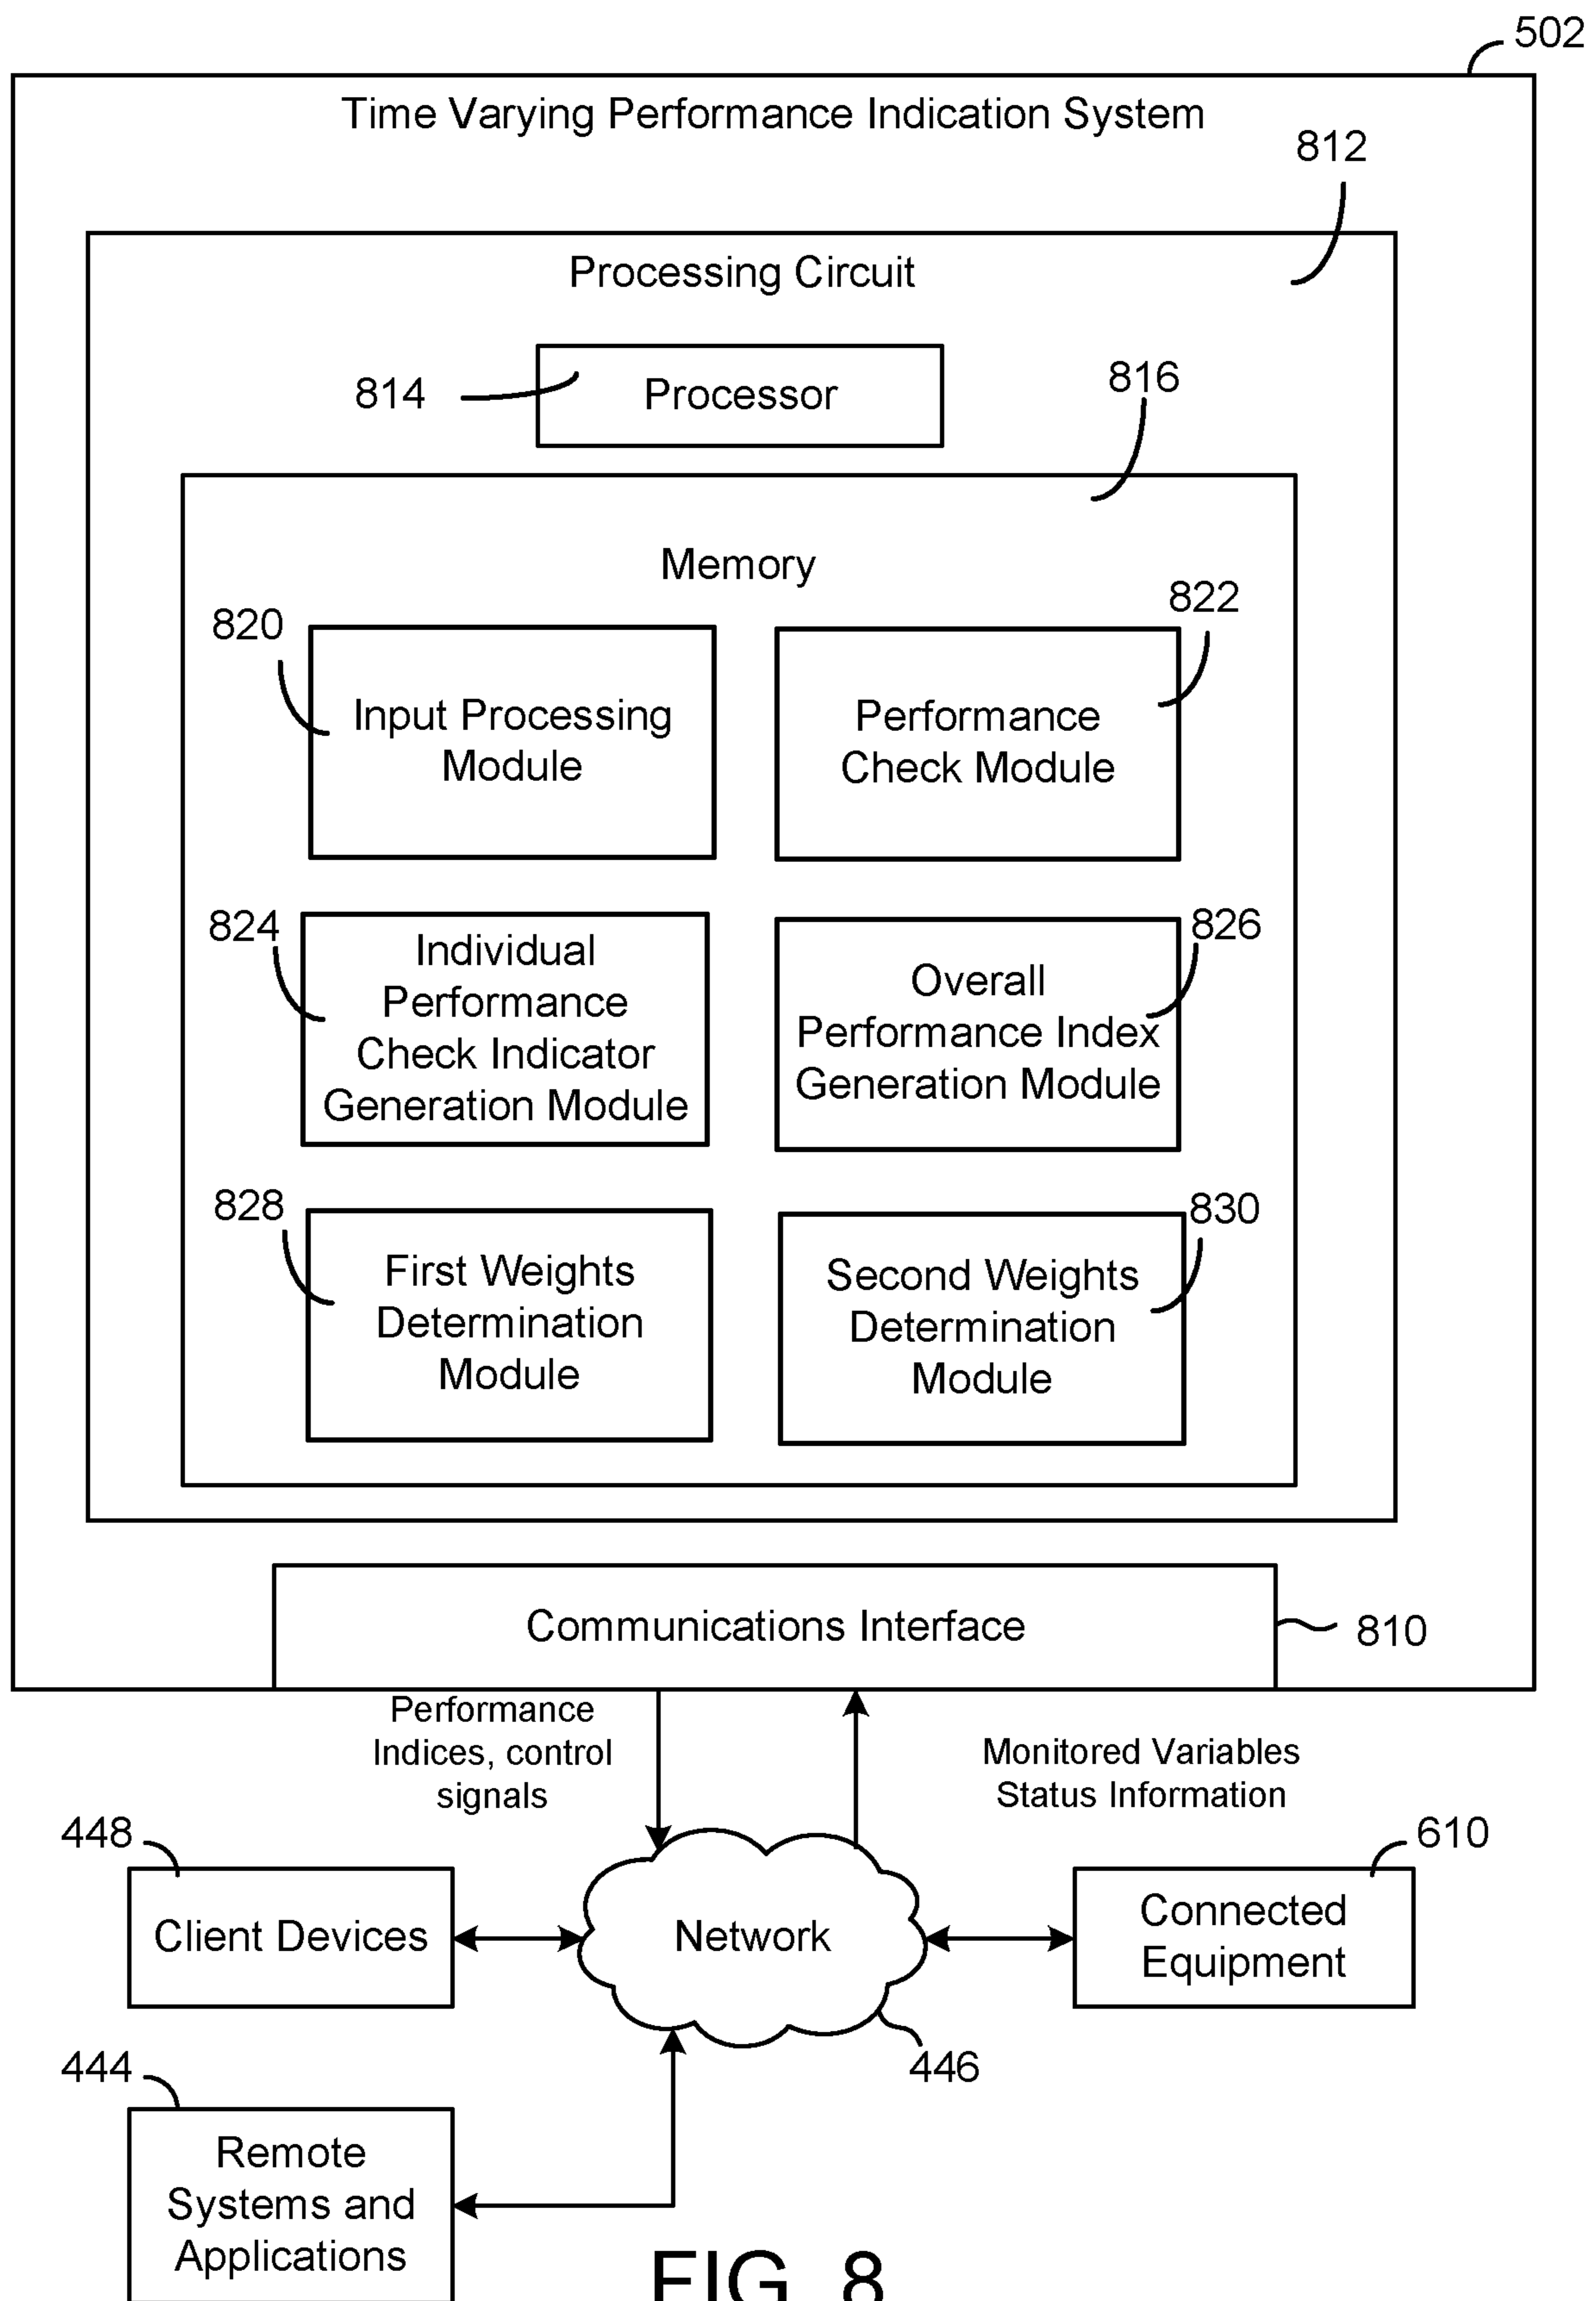 502
Time Varying Performance Indication System
812
Processing Circuit
814
Processor
816
Memory
820
Input Processing
Module
822
Performance
Check Module
824
Individual
Performance
Check Indicator
Generation Module
826
Overall
Performance Index
Generation Module
828
First Weights
Determination
Module
830
Second Weights
Determination
Module
Communications Interface
810
Performance
Indices, control
signals
Monitored Variables
Status Information
448
Client Devices
Network
446
610
Connected
Equipment
444
Remote
Systems and
Applications
FIG. 8